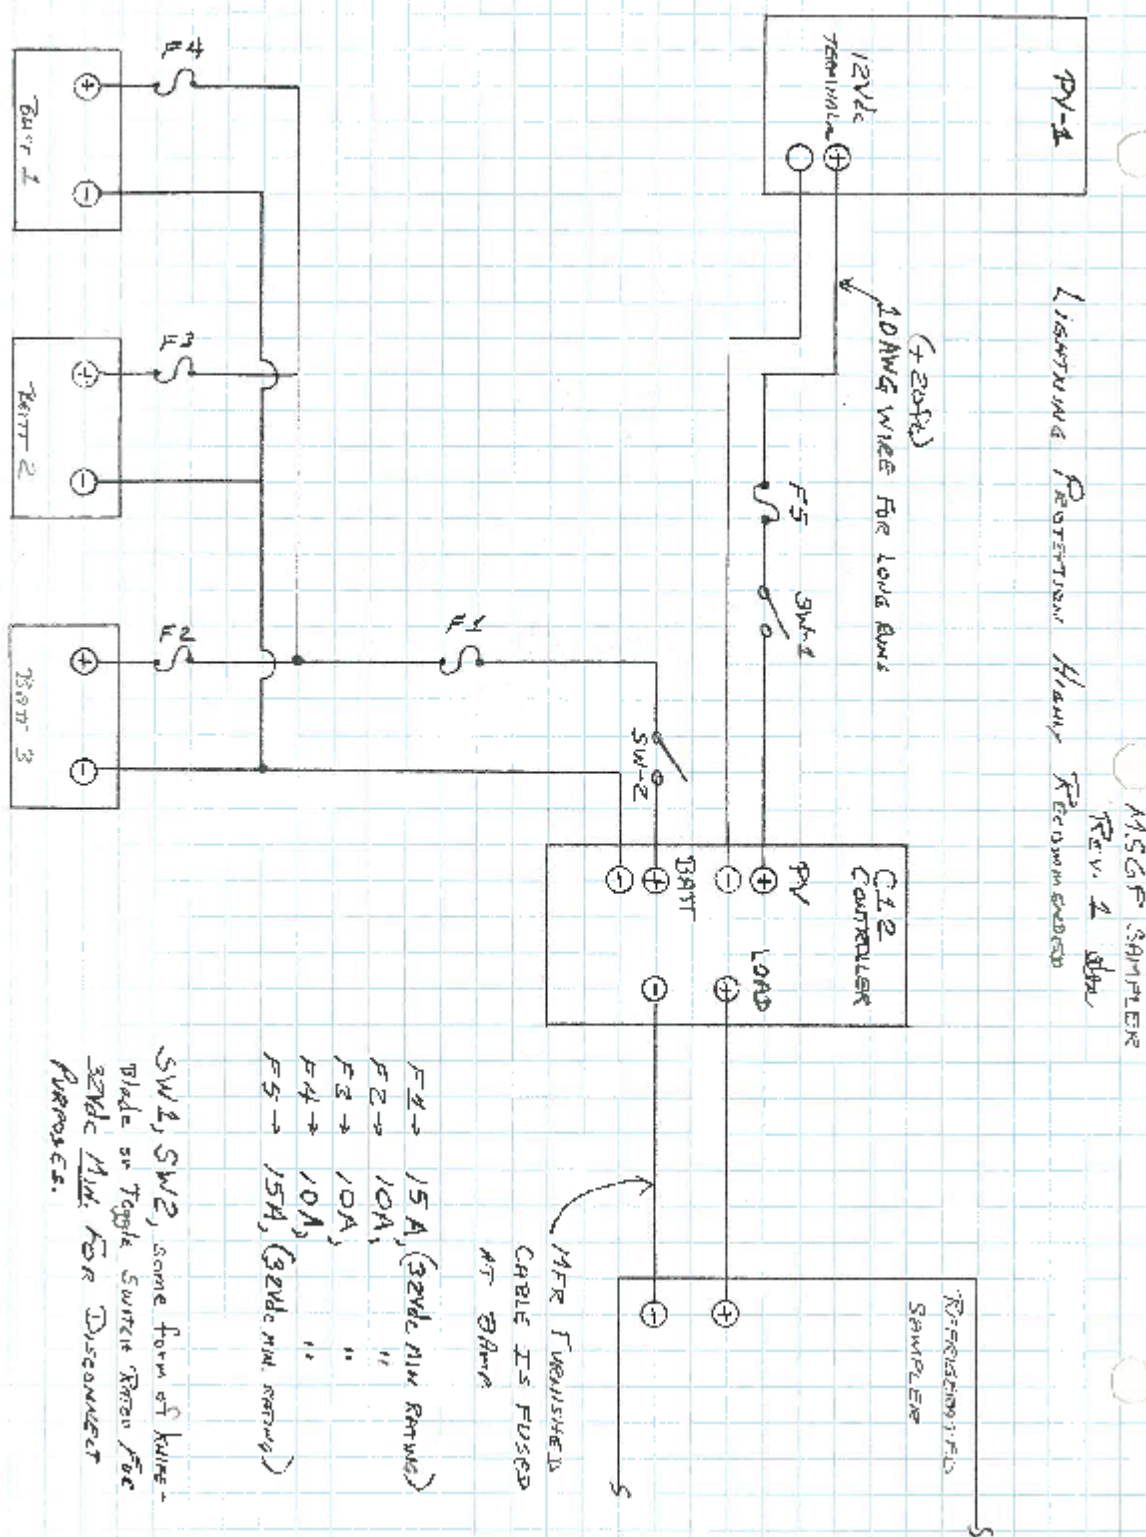 M.S.G.P. SAMPLER
REV. 1
LIGHTNING PROTECTION HIGHLY RECOMMENDED
PV-1
12Vdc
TERMINALS
+
(+20ft)
10AWG WIRE FOR LONG RUNS
F5
SW-1
C12
CONTROLLER
PV
LOAD
+
-
BATT
+
-
+
-
SW-2
F1
F2
F3
F4
BATT 1
+
-
BATT-2
+
-
BATT-3
+
-
REFRIGERATED
SAMPLER
+
-
MFR FURNISHED
CABLE IS FUSED
AT 8AMP
F1→ 15A, (32Vdc MIN RATING)
F2→ 10A, "
F3→ 10A, "
F4→ 10A, "
F5→ 15A, (32Vdc MIN. RATING)
SW1, SW2, some form of KNIFE-
Blade or Toggle SWITCH RATED FOR
32Vdc MIN. FOR DISCONNECT
PURPOSES.